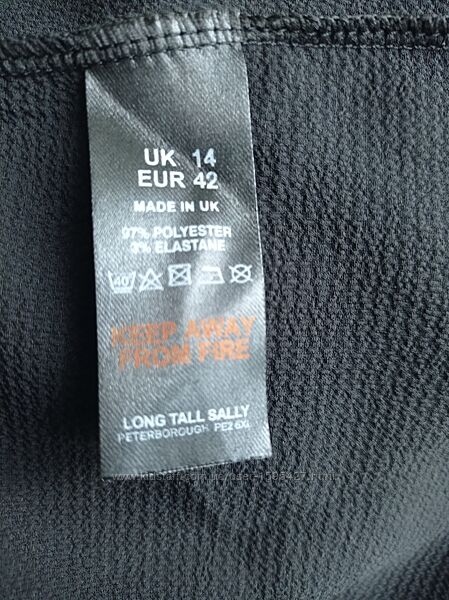 UK 14
EUR 42
MADE IN UK
97% POLYESTER
3% ELASTANE
40
KEEP AWAY
FROM FIRE
LONG TALL SALLY
PETERBOROUGH PE2 6XL